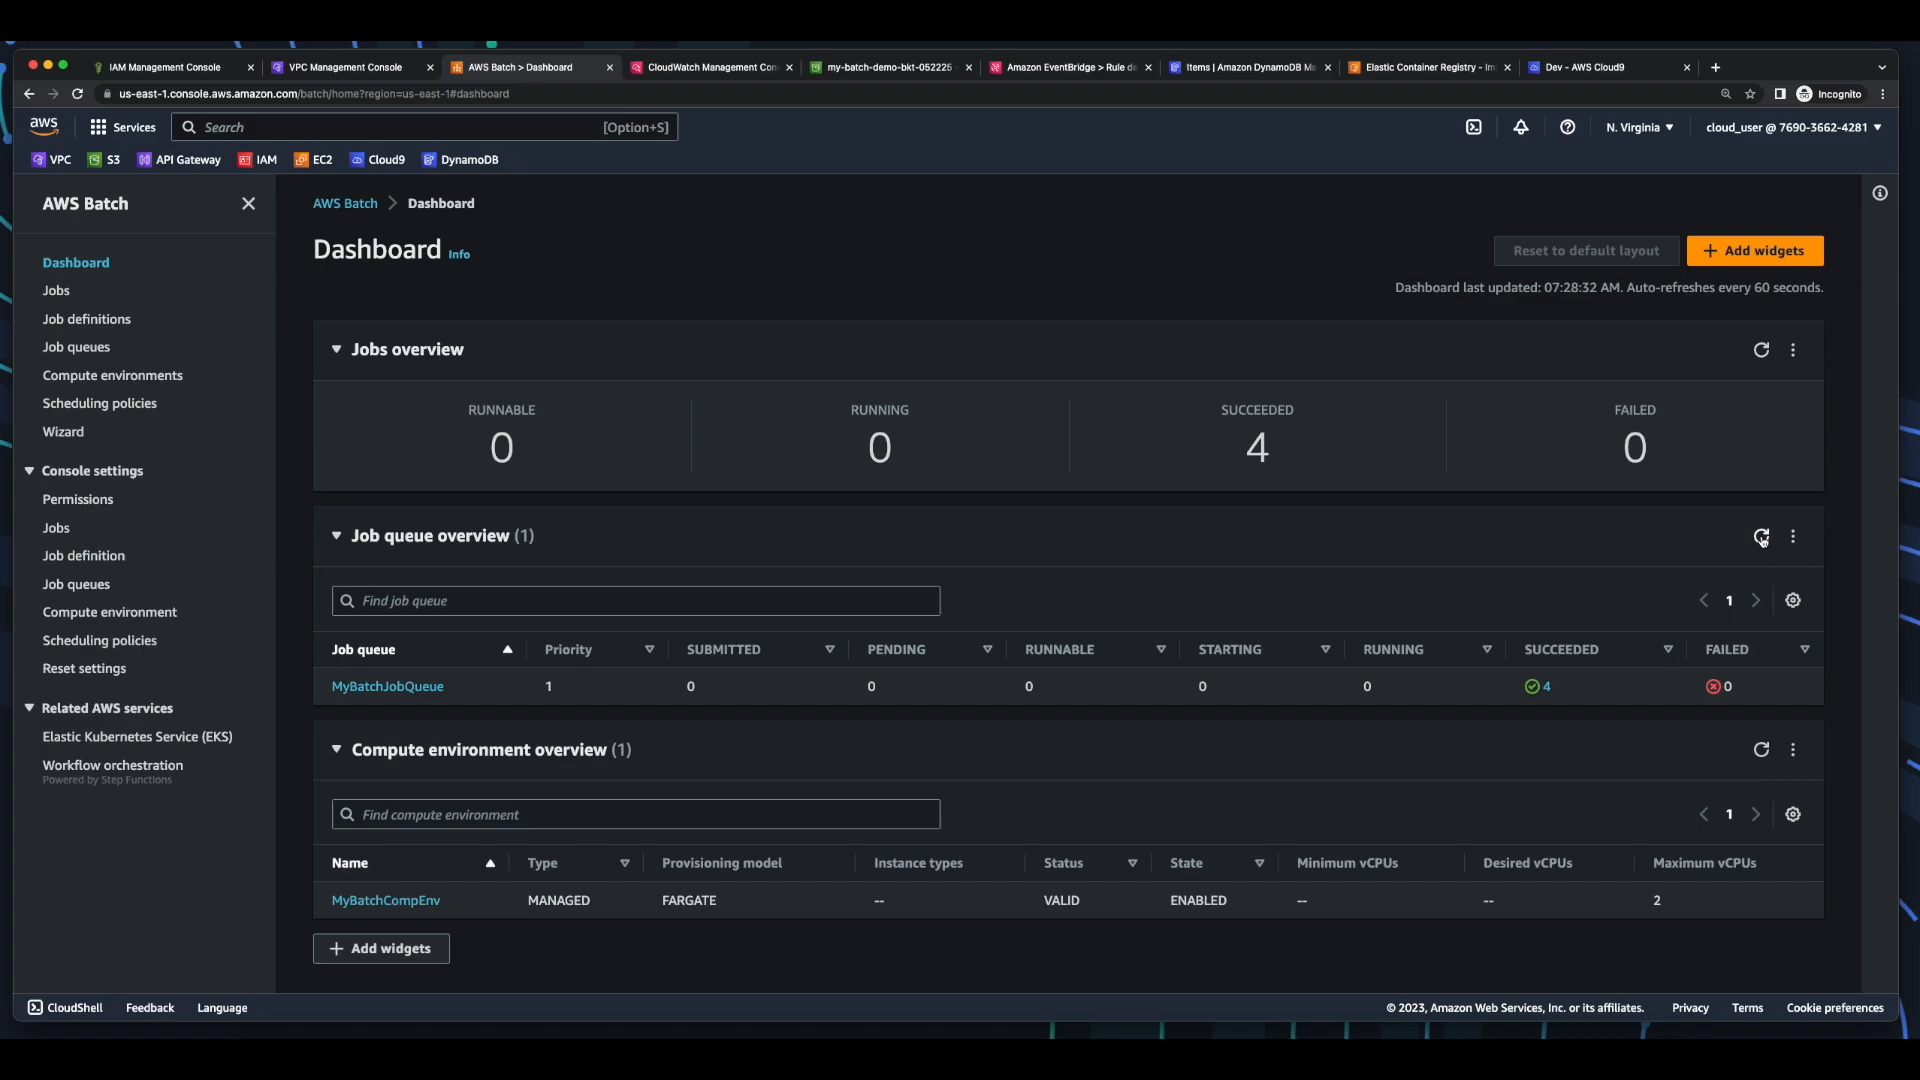 IAM Management Console
VPC Management Console
AWS Batch > Dashboard
CloudWatch Management Con
my-batch-demo-bkt-052225 -
Amazon EventBridge > Rule de
Items | Amazon DynamoDB Ma
Elastic Container Registry - Im
Dev - AWS Cloud9
us-east-1.console.aws.amazon.com/batch/home?region=us-east-1#dashboard
Incognito
aws
Services
Search
[Option+S]
N. Virginia
cloud_user @ 7690-3662-4281
VPC
S3
API Gateway
IAM
EC2
Cloud9
DynamoDB
AWS Batch
Dashboard
Jobs
Job definitions
Job queues
Compute environments
Scheduling policies
Wizard
Console settings
Permissions
Jobs
Job definition
Job queues
Compute environment
Scheduling policies
Reset settings
Related AWS services
Elastic Kubernetes Service (EKS)
Workflow orchestration
Powered by Step Functions
AWS Batch > Dashboard
Dashboard Info
Reset to default layout
+ Add widgets
Dashboard last updated: 07:28:32 AM. Auto-refreshes every 60 seconds.
Jobs overview
RUNNABLE RUNNING SUCCEEDED FAILED
0 0 4 0
Job queue overview (1)
Find job queue
1
Job queue Priority SUBMITTED PENDING RUNNABLE STARTING RUNNING SUCCEEDED FAILED
MyBatchJobQueue 1 0 0 0 0 0 4 0
Compute environment overview (1)
Find compute environment
1
Name Type Provisioning model Instance types Status State Minimum vCPUs Desired vCPUs Maximum vCPUs
MyBatchCompEnv MANAGED FARGATE -- VALID ENABLED -- -- 2
+ Add widgets
CloudShell Feedback Language
© 2023, Amazon Web Services, Inc. or its affiliates. Privacy Terms Cookie preferences